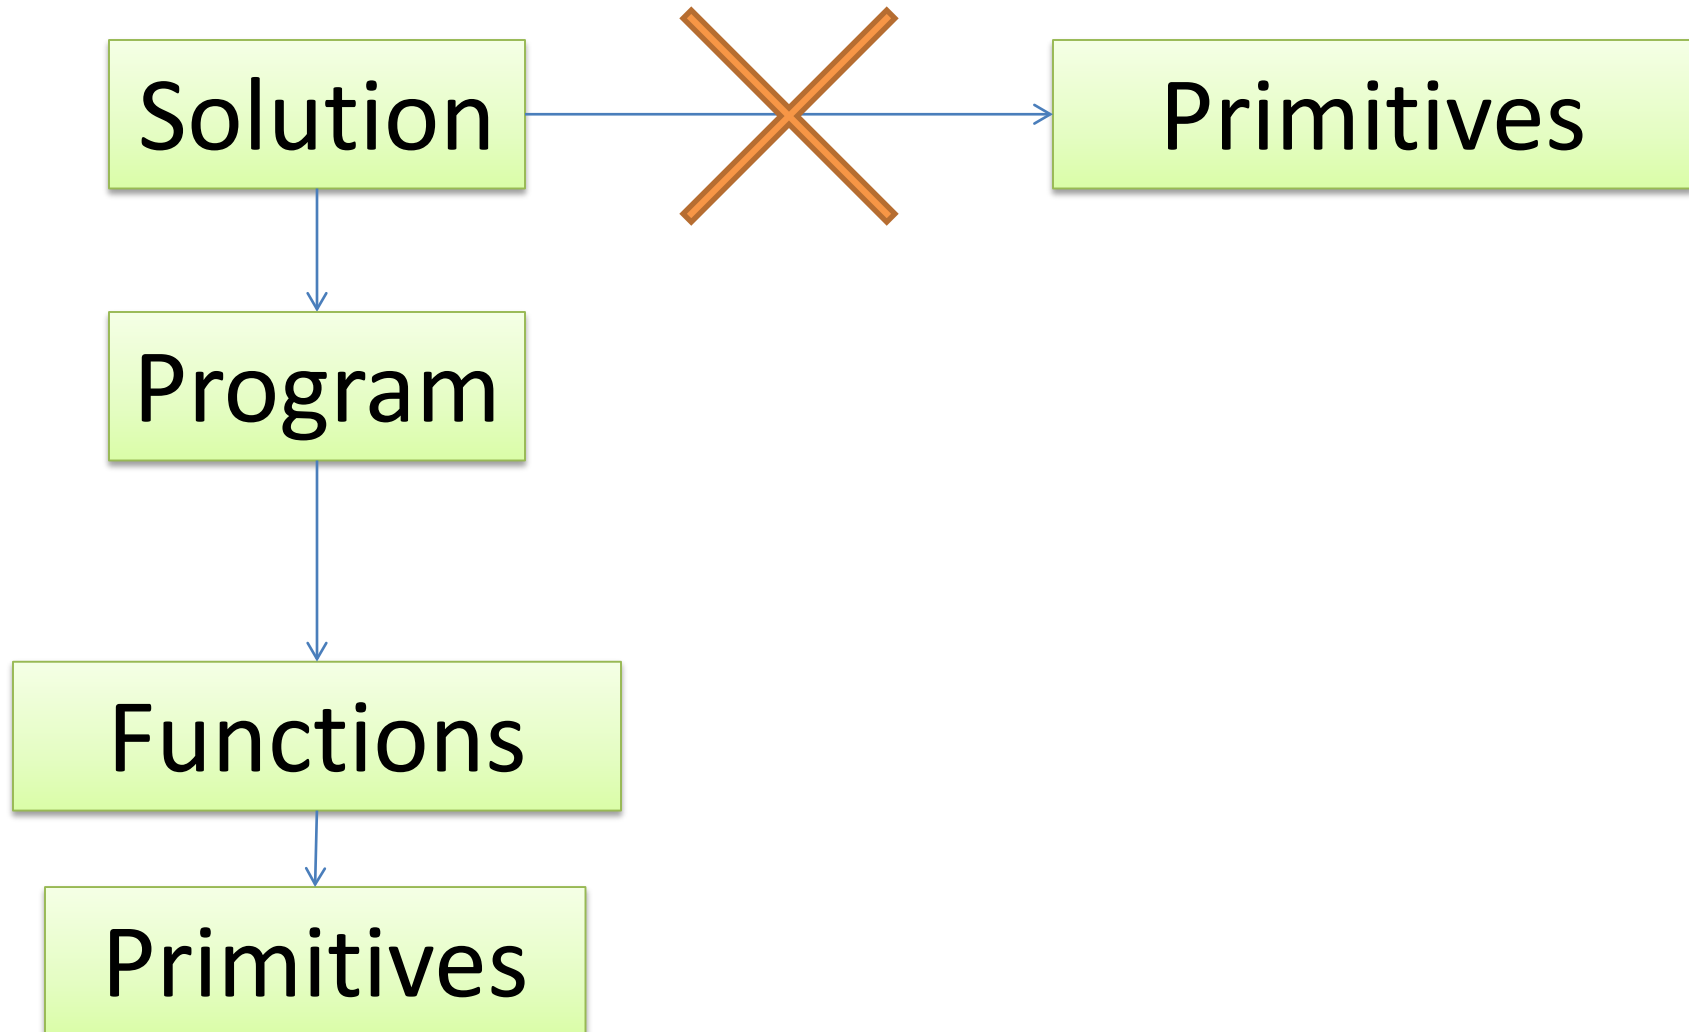 Solution
Primitives
Program
Functions
Primitives